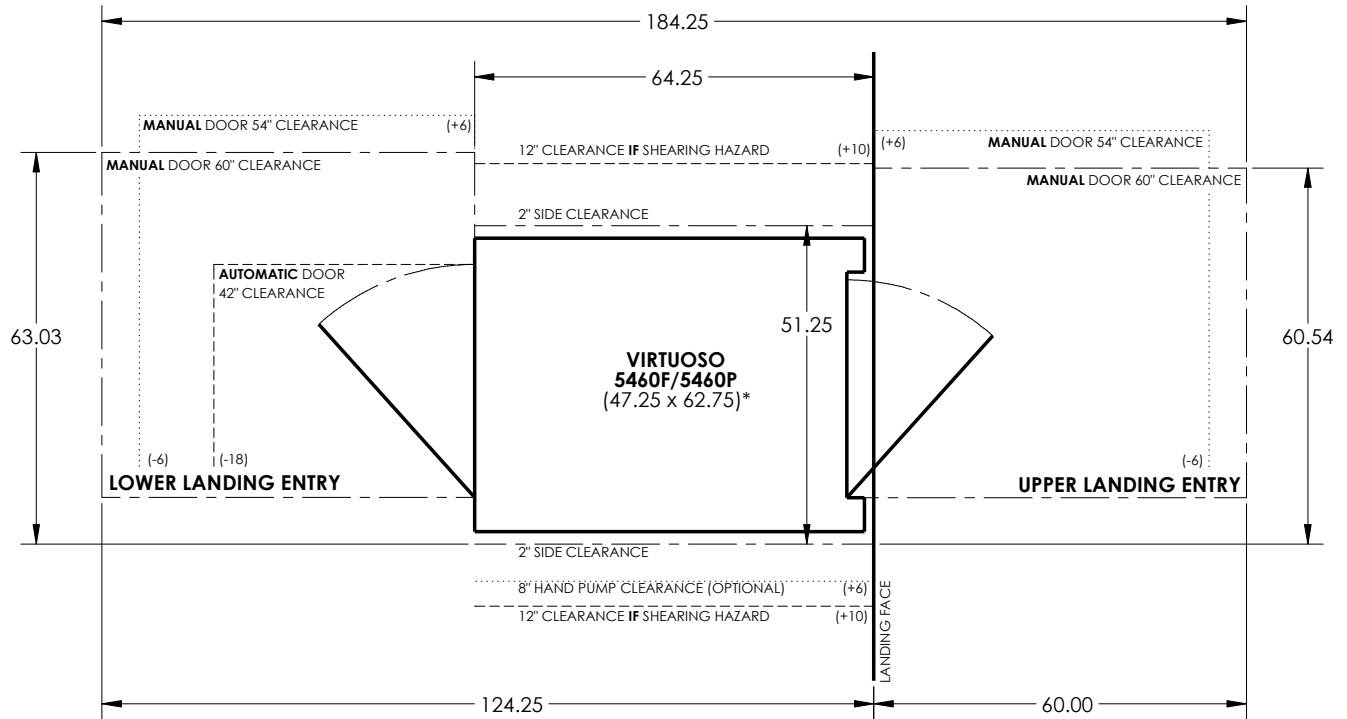 184.25
64.25
MANUAL DOOR 54" CLEARANCE (+6)
12" CLEARANCE IF SHEARING HAZARD (+10)
(+6) MANUAL DOOR 54" CLEARANCE
MANUAL DOOR 60" CLEARANCE
MANUAL DOOR 60" CLEARANCE
2" SIDE CLEARANCE
AUTOMATIC DOOR
42" CLEARANCE
63.03
51.25
60.54
VIRTUOSO
5460F/5460P
(47.25 x 62.75)*
(-6) (-18)
(-6)
LOWER LANDING ENTRY
UPPER LANDING ENTRY
2" SIDE CLEARANCE
8" HAND PUMP CLEARANCE (OPTIONAL) (+6)
12" CLEARANCE IF SHEARING HAZARD (+10)
LANDING FACE
124.25
60.00